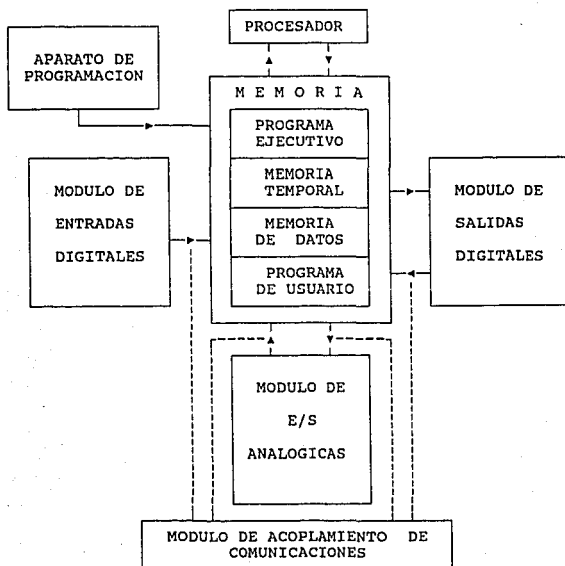 PROCESADOR
APARATO DE
PROGRAMACION
M E M O R I A
PROGRAMA
EJECUTIVO
MEMORIA
TEMPORAL
MEMORIA
DE DATOS
PROGRAMA
DE USUARIO
MODULO DE
ENTRADAS
DIGITALES
MODULO DE
SALIDAS
DIGITALES
MODULO DE
E/S
ANALOGICAS
MODULO DE ACOPLAMIENTO DE
COMUNICACIONES